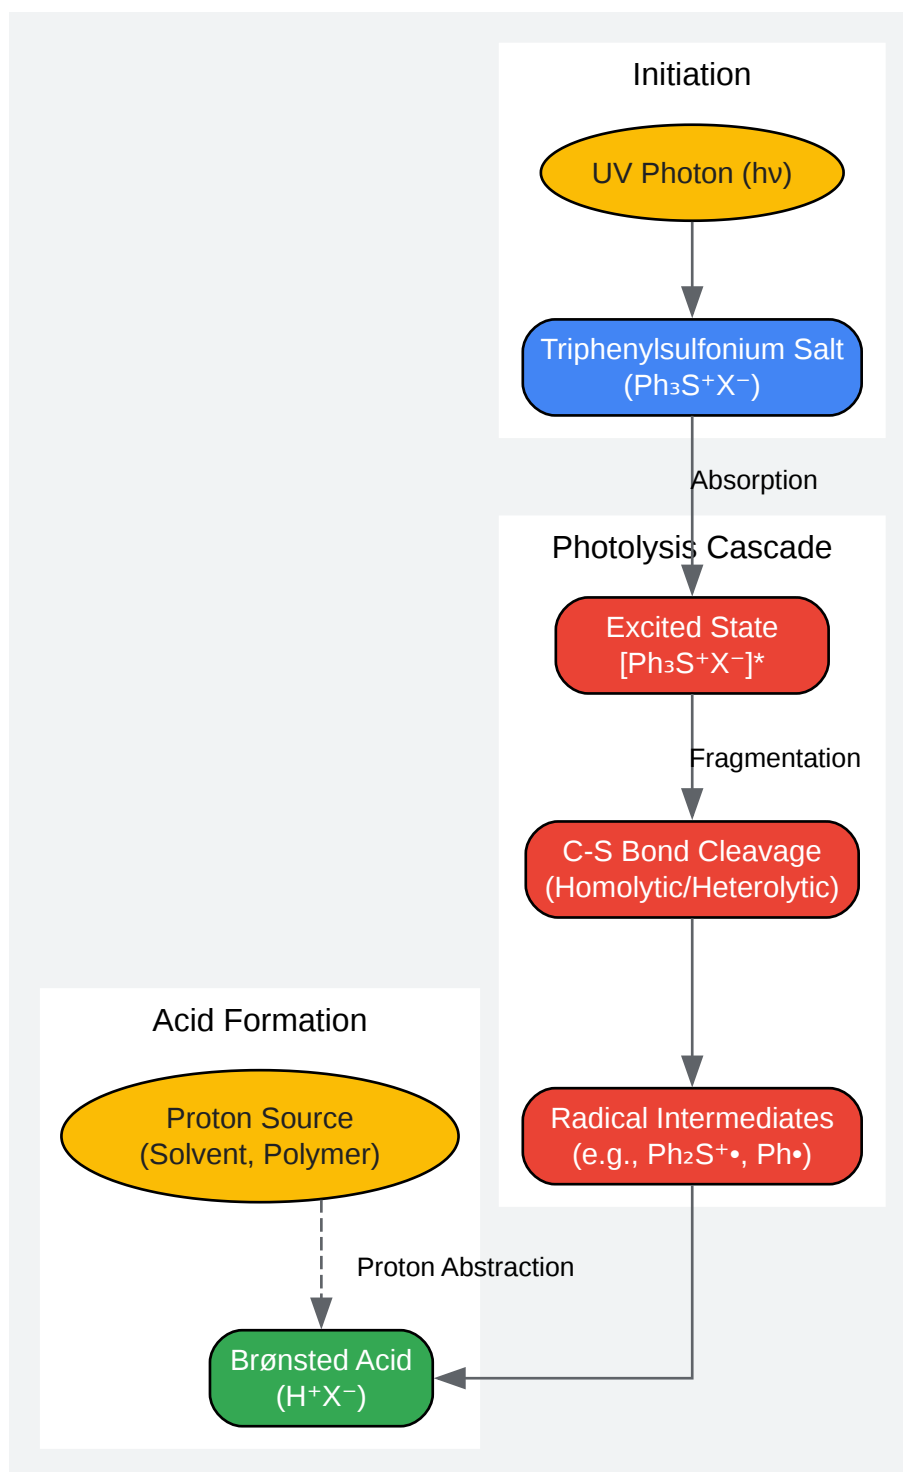 Initiation
UV Photon (hν)
Triphenylsulfonium Salt
(Ph₃S⁺X⁻)
Absorption
Photolysis Cascade
Excited State
[Ph₃S⁺X⁻]*
Fragmentation
C-S Bond Cleavage
(Homolytic/Heterolytic)
Radical Intermediates
(e.g., Ph₂S⁺•, Ph•)
Acid Formation
Proton Source
(Solvent, Polymer)
Proton Abstraction
Brønsted Acid
(H⁺X⁻)